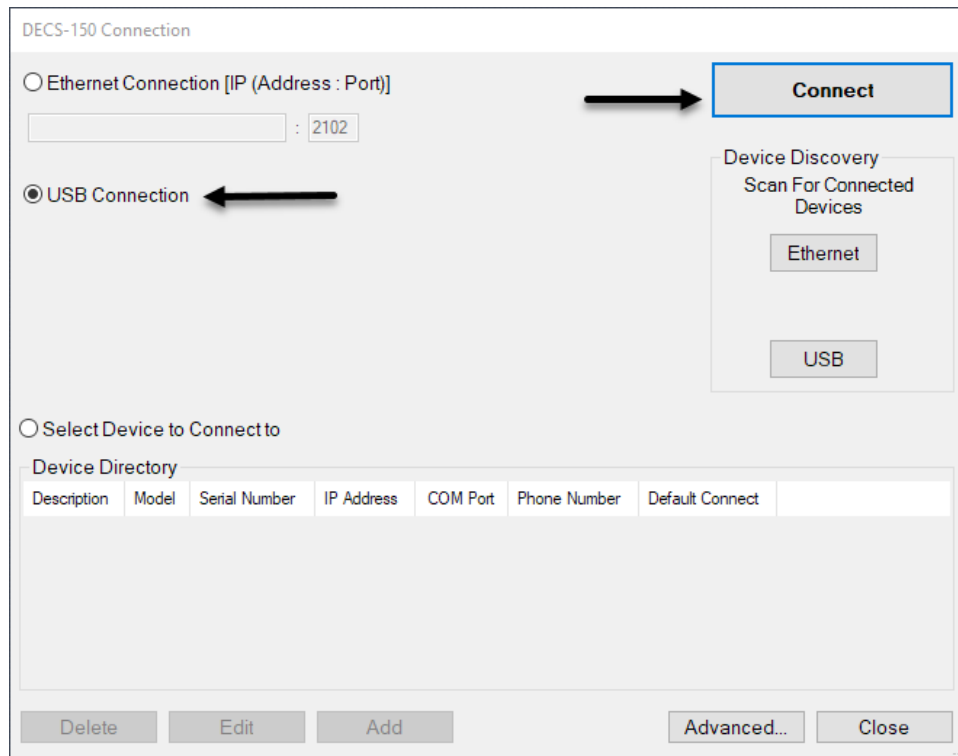 DECS-150 Connection
Ethernet Connection [IP (Address : Port)]
Connect
: 2102
Device Discovery
Scan For Connected
Devices
USB Connection
Ethernet
USB
Select Device to Connect to
Device Directory
Description Model Serial Number IP Address COM Port Phone Number Default Connect
Delete Edit Add Advanced... Close